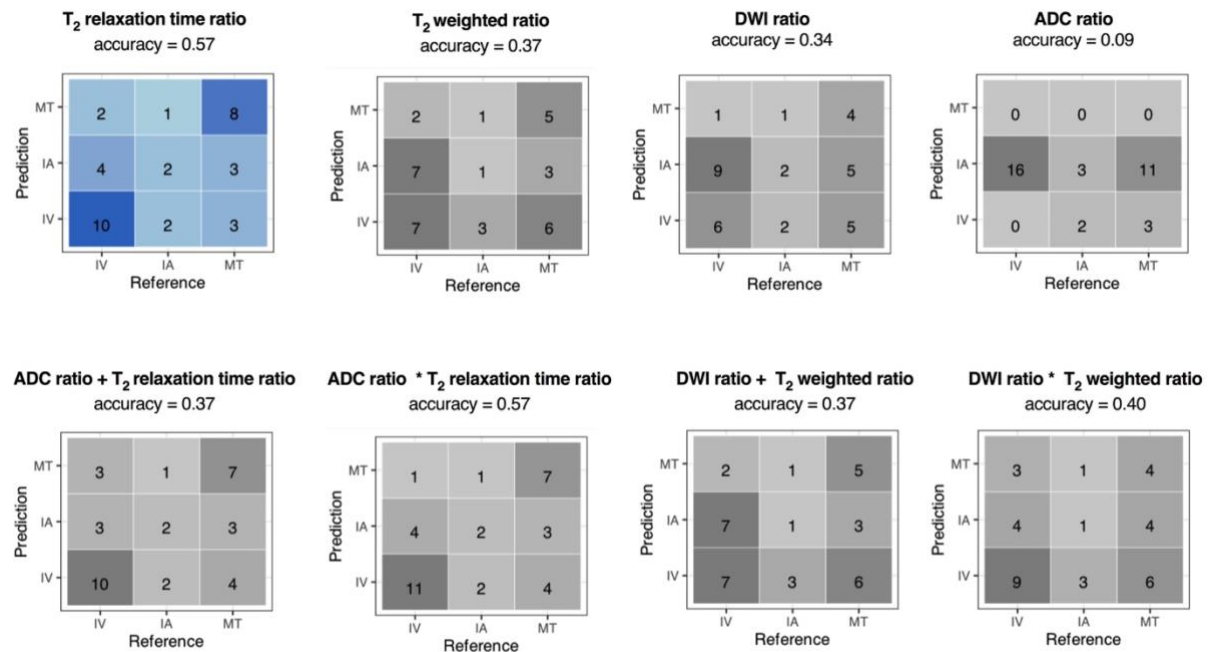 T₂ relaxation time ratio
accuracy = 0.57
MT 2 1 8
IA 4 2 3
IV 10 2 3
IV IA MT
Reference
Prediction
T₂ weighted ratio
accuracy = 0.37
MT 2 1 5
IA 7 1 3
IV 7 3 6
IV IA MT
Reference
Prediction
DWI ratio
accuracy = 0.34
MT 1 1 4
IA 9 2 5
IV 6 2 5
IV IA MT
Reference
Prediction
ADC ratio
accuracy = 0.09
MT 0 0 0
IA 16 3 11
IV 0 2 3
IV IA MT
Reference
Prediction
ADC ratio + T₂ relaxation time ratio
accuracy = 0.37
MT 3 1 7
IA 3 2 3
IV 10 2 4
IV IA MT
Reference
Prediction
ADC ratio * T₂ relaxation time ratio
accuracy = 0.57
MT 1 1 7
IA 4 2 3
IV 11 2 4
IV IA MT
Reference
Prediction
DWI ratio + T₂ weighted ratio
accuracy = 0.37
MT 2 1 5
IA 7 1 3
IV 7 3 6
IV IA MT
Reference
Prediction
DWI ratio * T₂ weighted ratio
accuracy = 0.40
MT 3 1 4
IA 4 1 4
IV 9 3 6
IV IA MT
Reference
Prediction